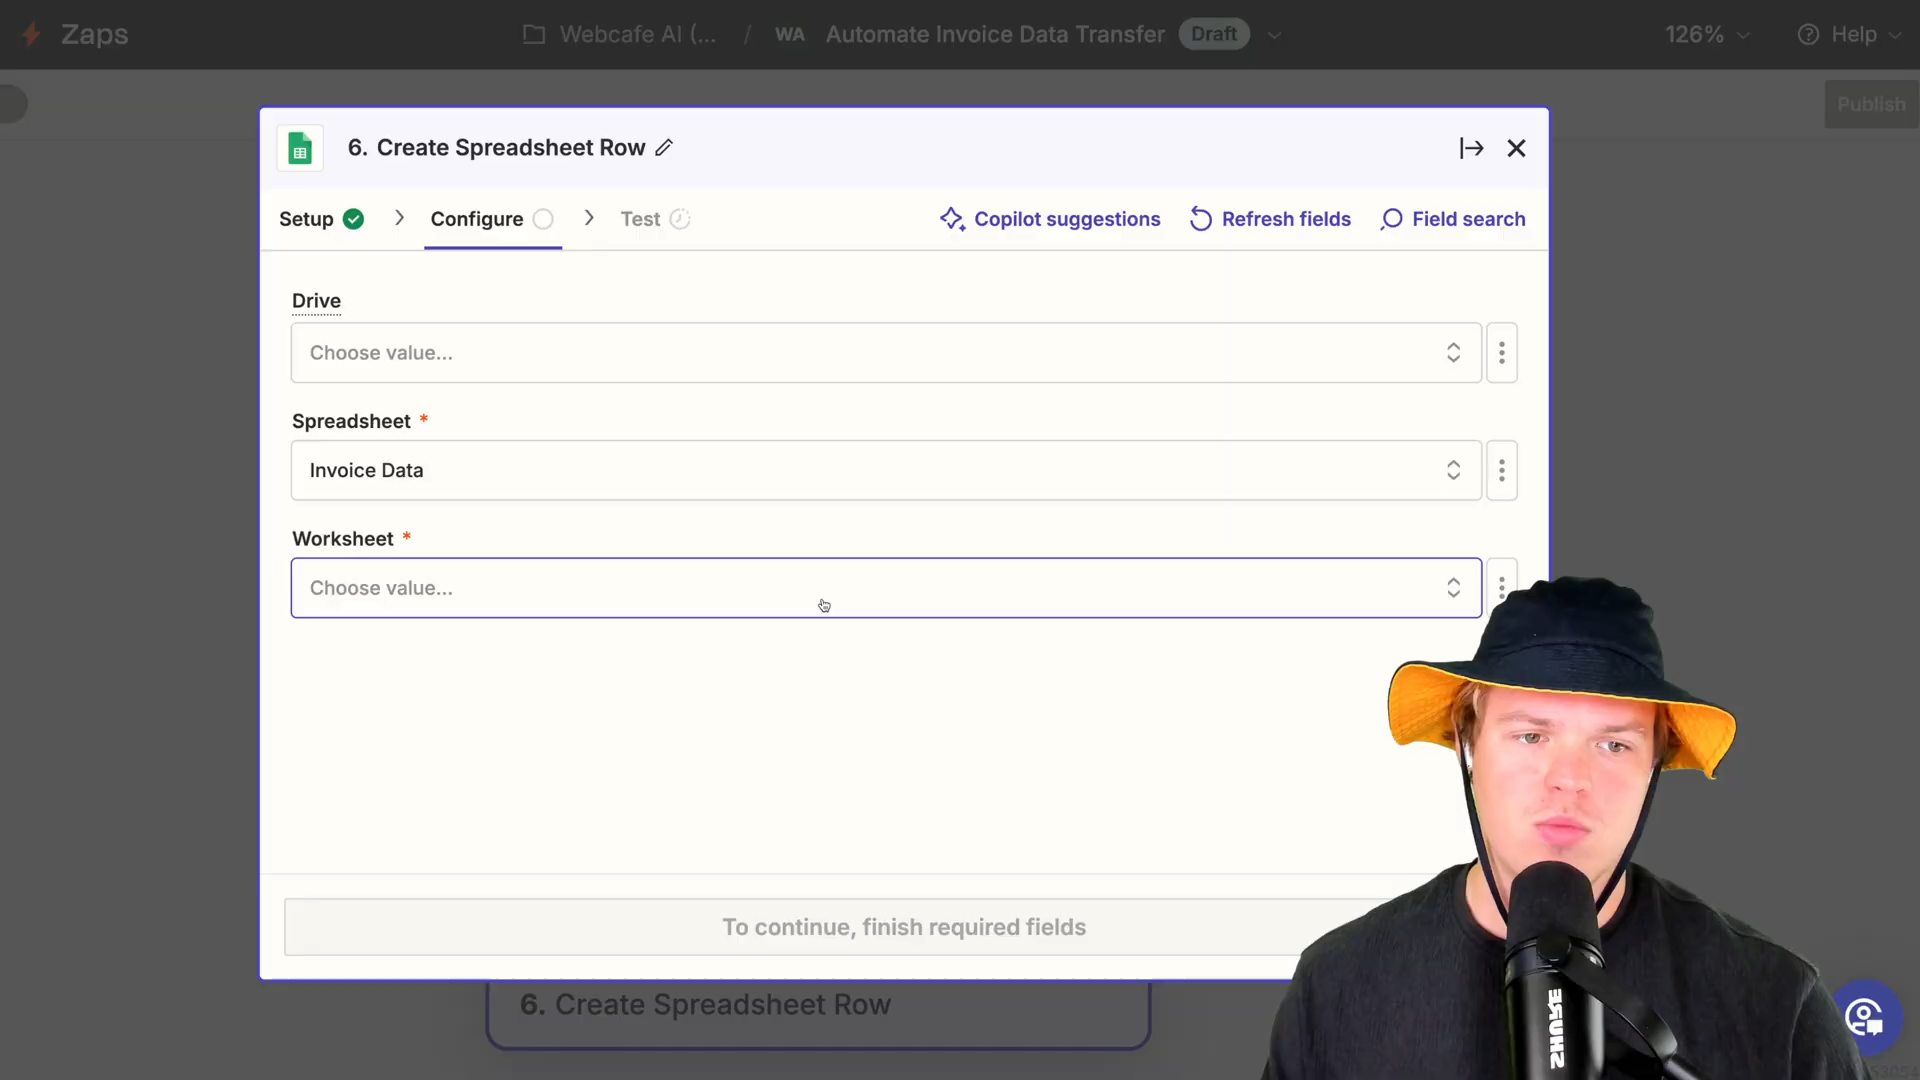 Zaps
Webcafe AI (... / WA Automate Invoice Data Transfer Draft
126%
Help
Publish
6. Create Spreadsheet Row
Setup
Configure
Test
Copilot suggestions
Refresh fields
Field search
Drive
Choose value...
Spreadsheet *
Invoice Data
Worksheet *
Choose value...
To continue, finish required fields
6. Create Spreadsheet Row
SHURE